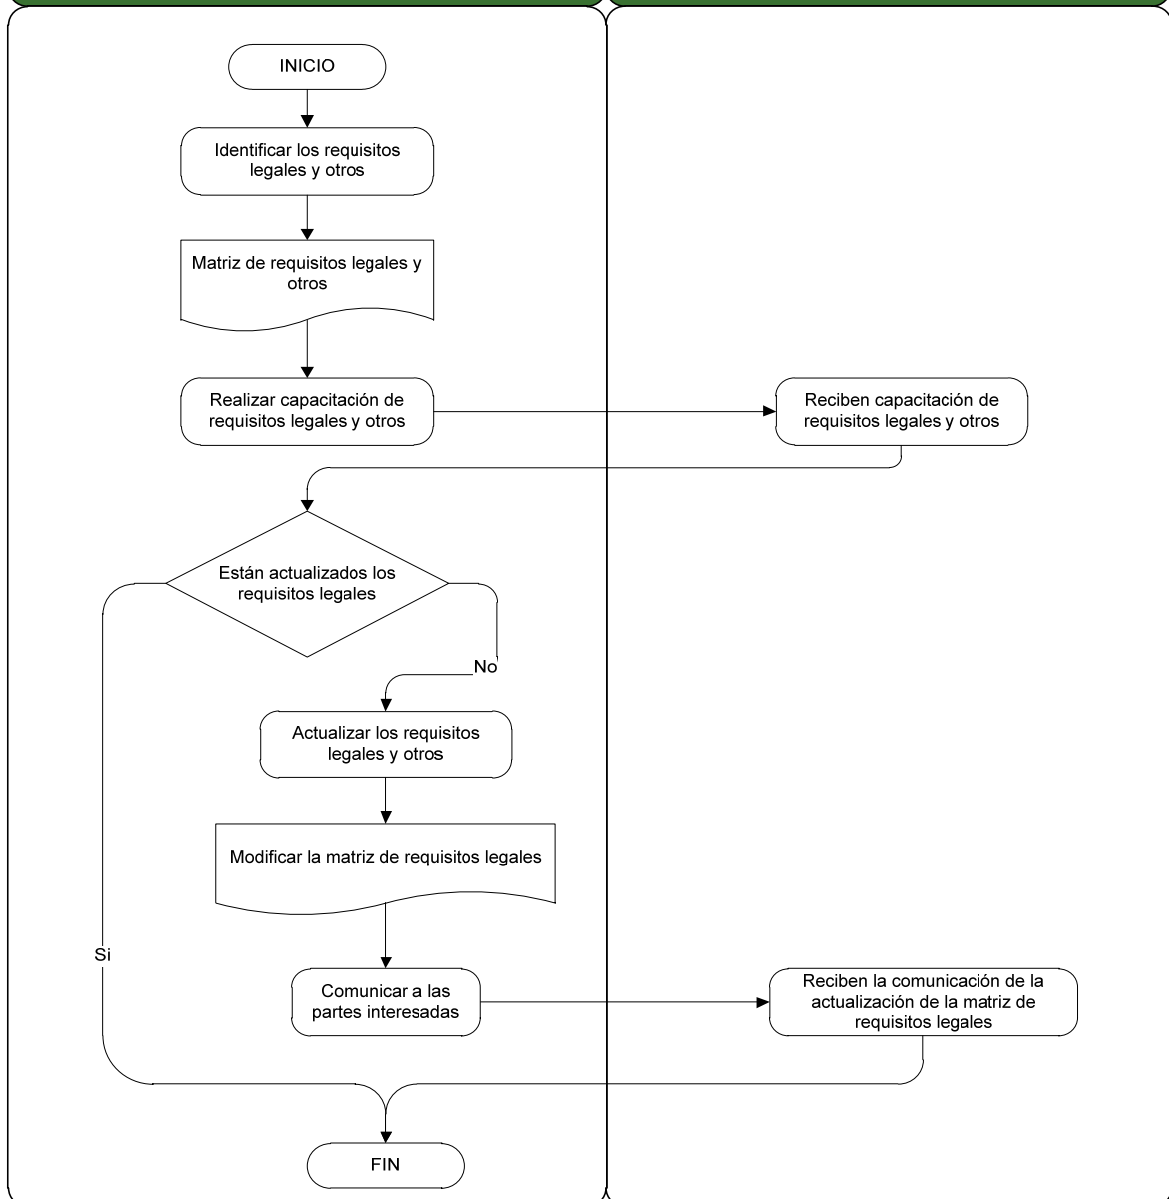 INICIO
Identificar los requisitos
legales y otros
Matriz de requisitos legales y
otros
Realizar capacitación de
requisitos legales y otros
Reciben capacitación de
requisitos legales y otros
Están actualizados los
requisitos legales
No
Actualizar los requisitos
legales y otros
Modificar la matriz de requisitos legales
Si
Comunicar a las
partes interesadas
Reciben la comunicación de la
actualización de la matriz de
requisitos legales
FIN